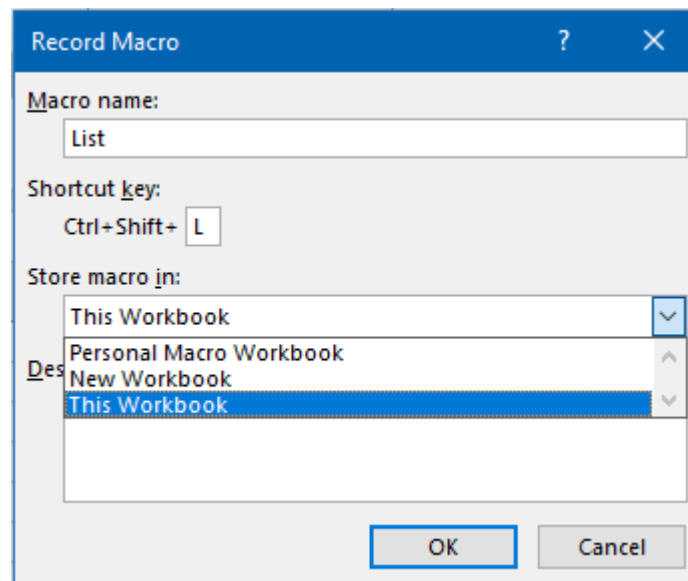 Record Macro ? ×
Macro name:
List
Shortcut key:
Ctrl+Shift+ L
Store macro in:
This Workbook
Personal Macro Workbook
Des
New Workbook
This Workbook
OK Cancel